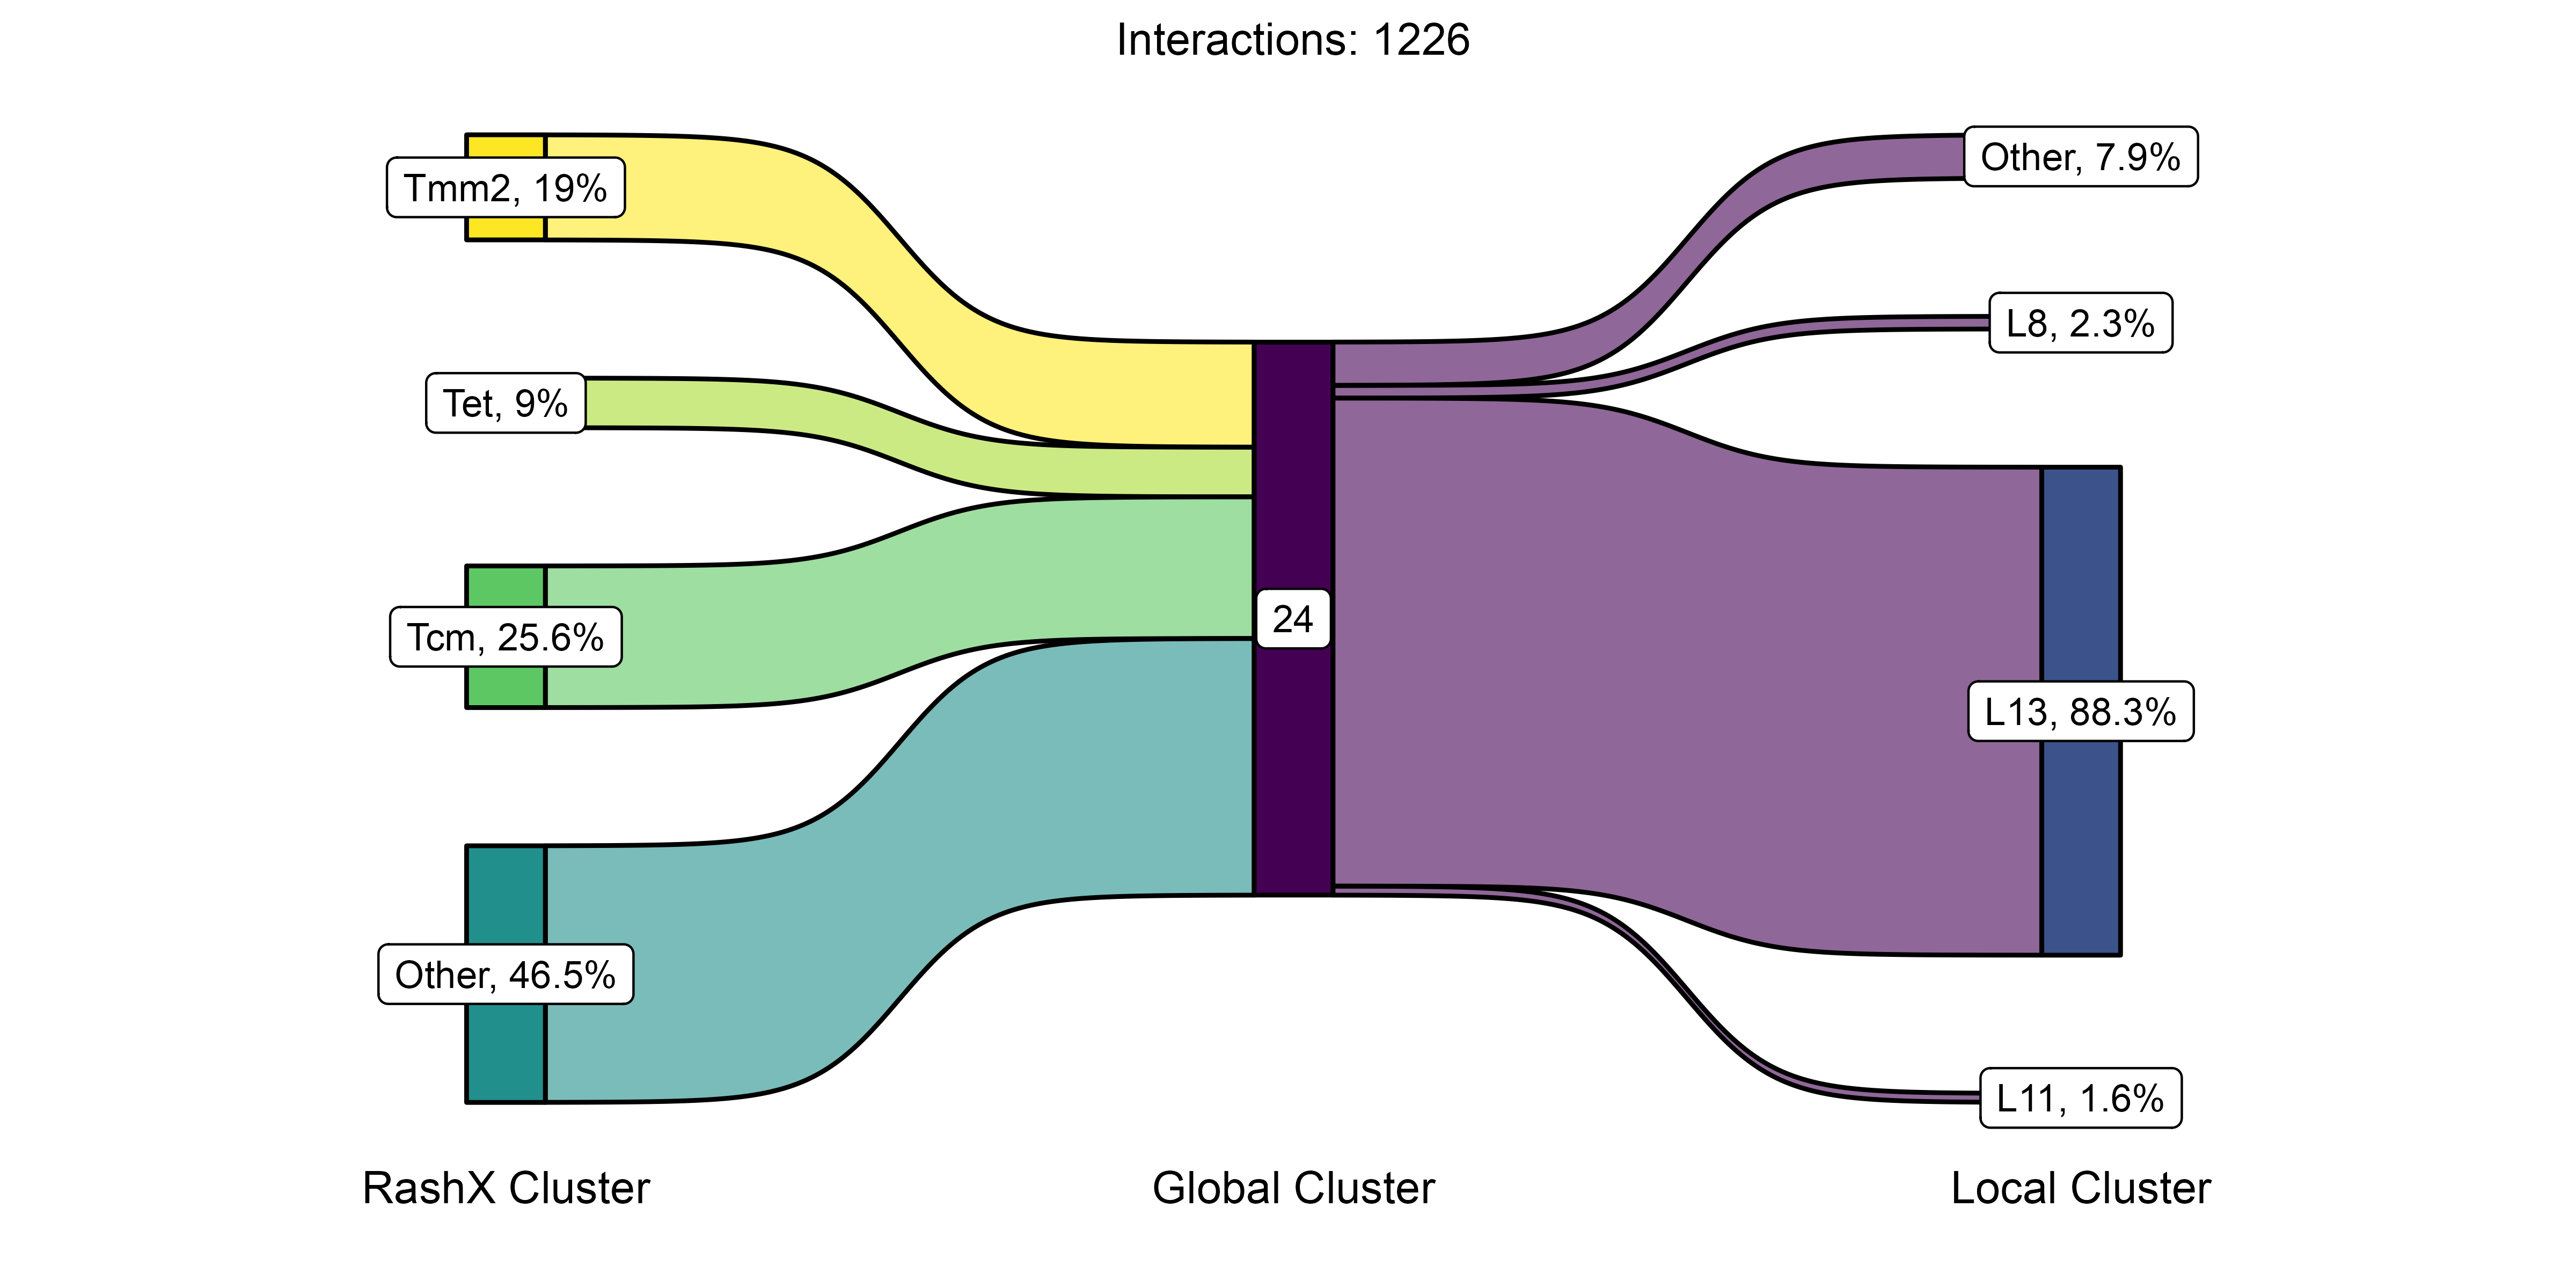 Interactions: 1226
Tmm2, 19%
Tet, 9%
Tcm, 25.6%
Other, 46.5%
24
Other, 7.9%
L8, 2.3%
L13, 88.3%
L11, 1.6%
RashX Cluster
Global Cluster
Local Cluster